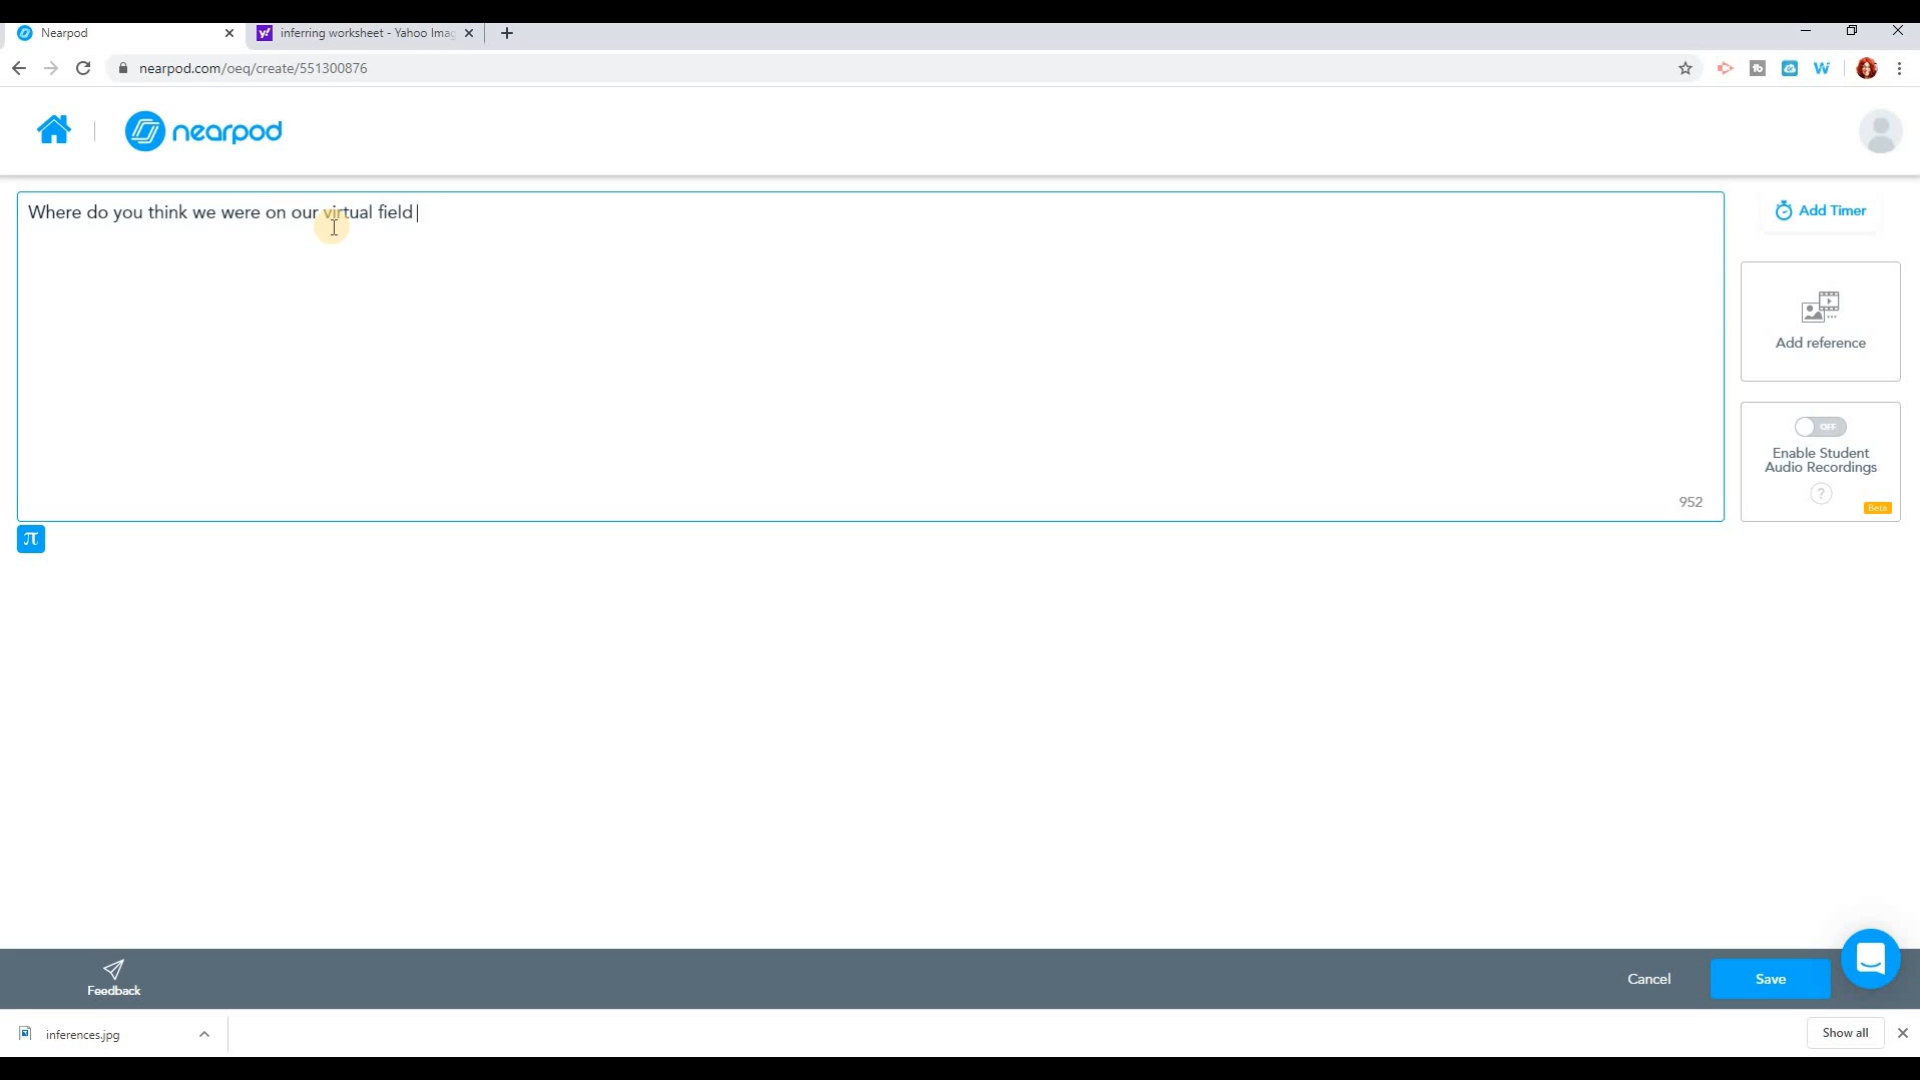 Nearpod
inferring worksheet - Yahoo Imag
nearpod.com/oeq/create/551300876
tb
W
nearpod
Where do you think we were on our virtual field
Add Timer
Add reference
OFF
Enable Student
Audio Recordings
?
Beta
952
π
Feedback
Cancel
Save
inferences.jpg
Show all